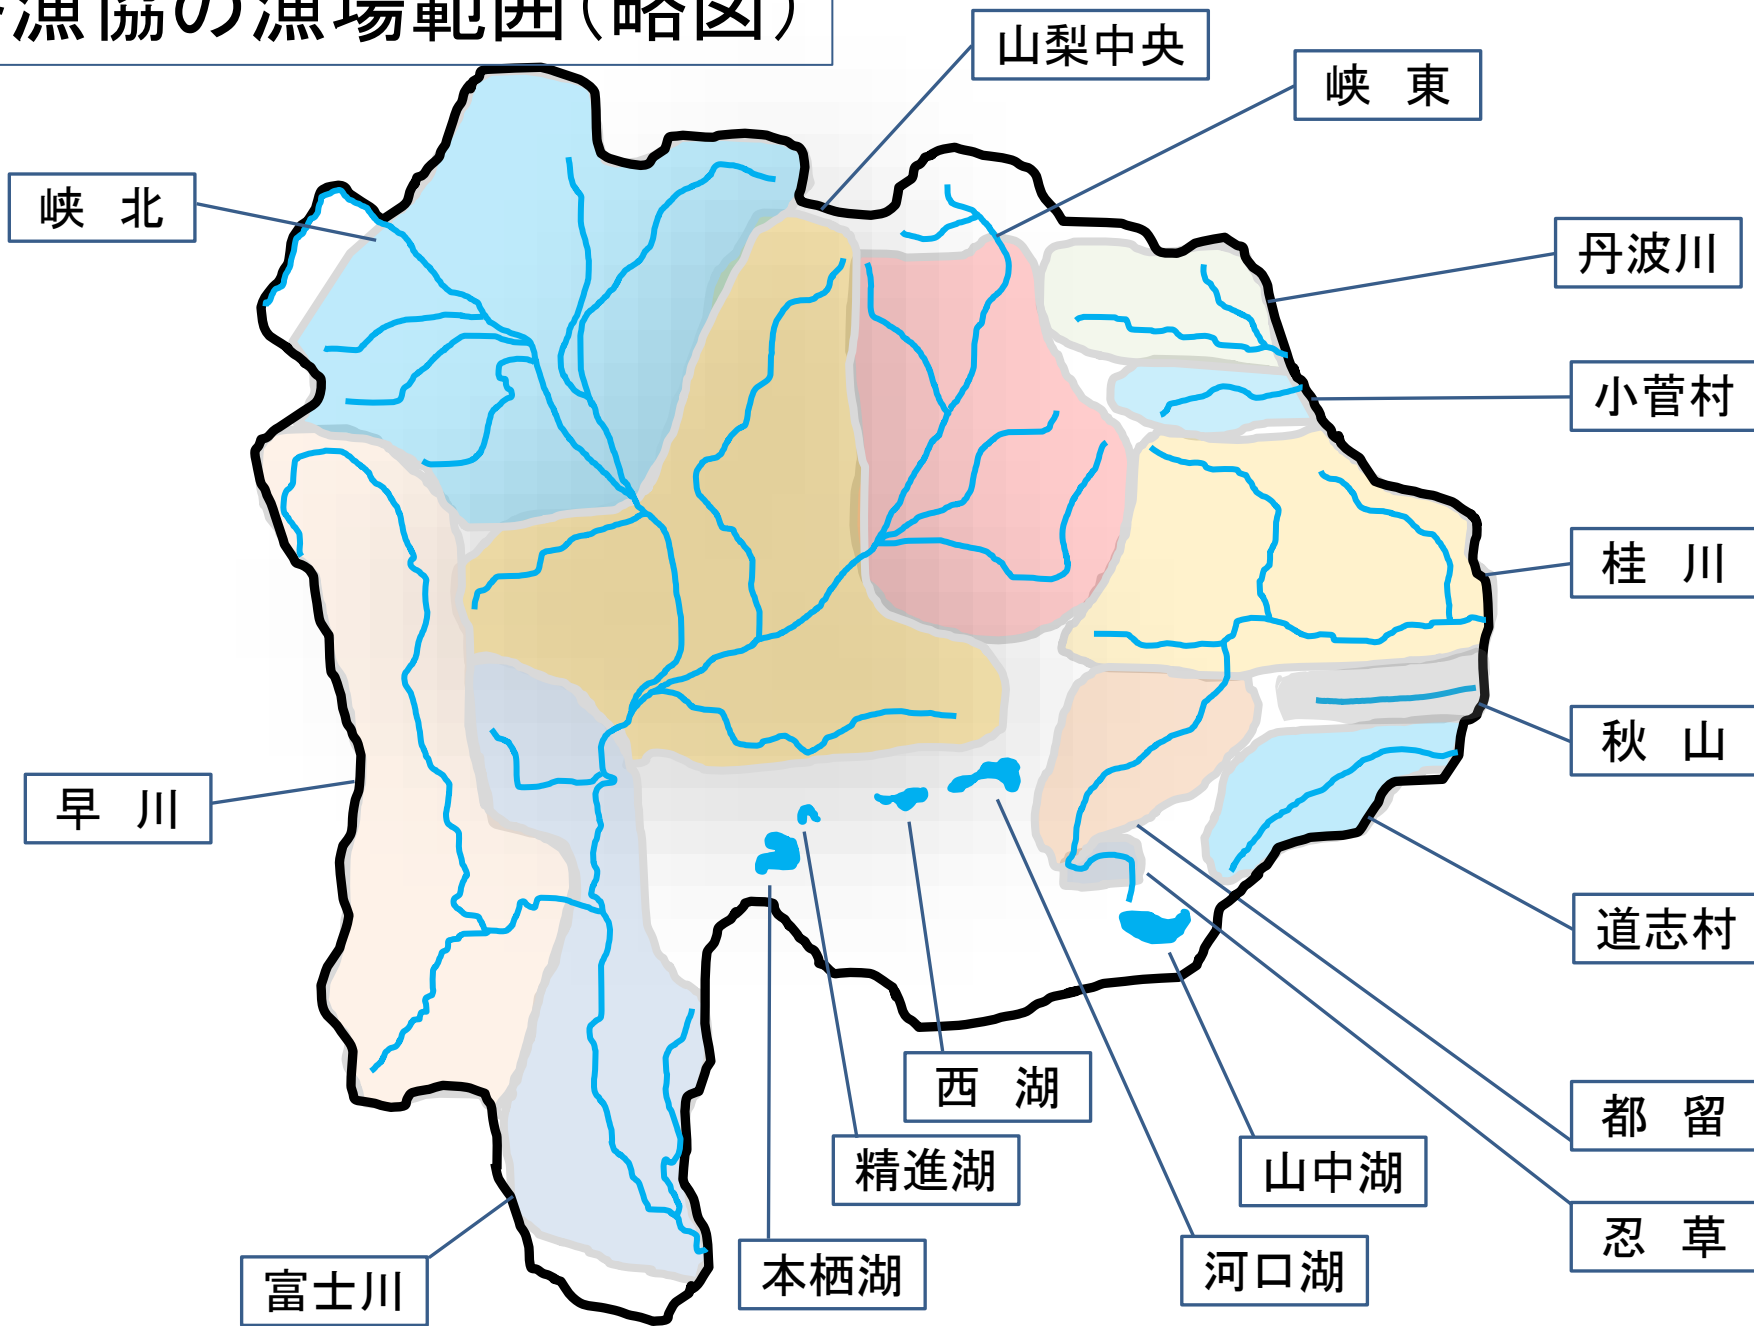 漁協の漁場範囲(略図)
山梨中央
峡　東
峡　北
丹波川
小菅村
桂　川
秋　山
早　川
道志村
西　湖
都　留
精進湖
山中湖
忍　草
本栖湖
河口湖
富士川